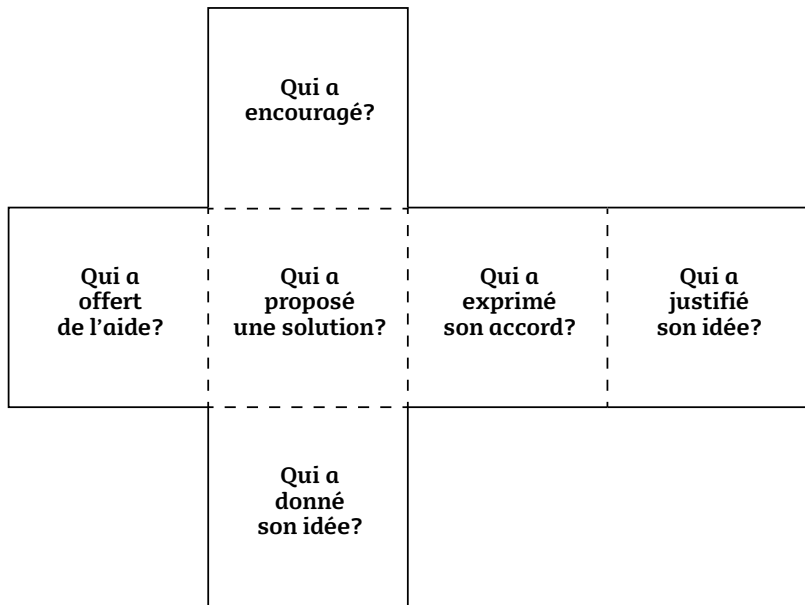 Qui a
encouragé?
Qui a
offert
de l'aide?
Qui a
proposé
une solution?
Qui a
exprimé
son accord?
Qui a
justifié
son idée?
Qui a
donné
son idée?